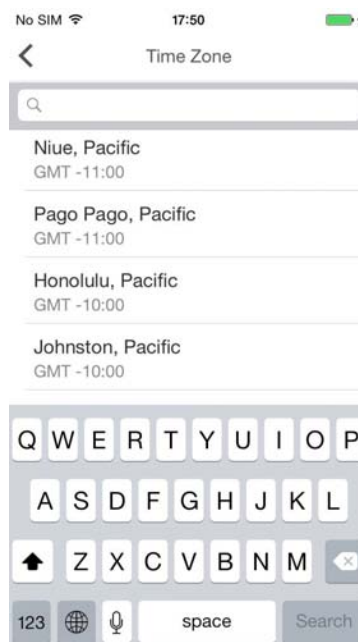 No SIM 17:50
Time Zone
Niue, Pacific
GMT -11:00
Pago Pago, Pacific
GMT -11:00
Honolulu, Pacific
GMT -10:00
Johnston, Pacific
GMT -10:00
Q W E R T Y U I O P
A S D F G H J K L
Z X C V B N M
123 space Search